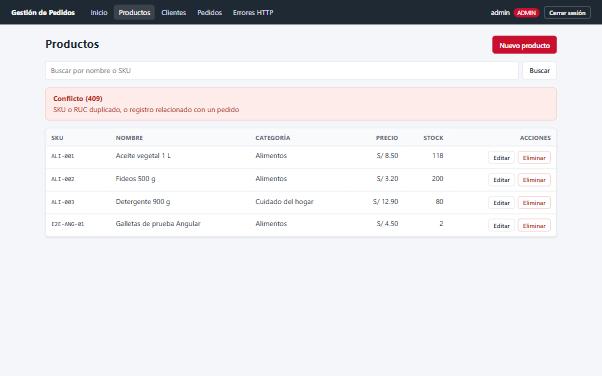 Gestión de Pedidos Inicio Productos Clientes Pedidos Errores HTTP admin ADMIN Cerrar sesión
Productos Nuevo producto
Buscar por nombre o SKU Buscar
Conflicto (409)
SKU o RUC duplicado, o registro relacionado con un pedido
SKU NOMBRE CATEGORÍA PRECIO STOCK ACCIONES
ALI-001 Aceite vegetal 1 L Alimentos S/ 8.50 118 Editar Eliminar
ALI-002 Fideos 500 g Alimentos S/ 3.20 200 Editar Eliminar
ALI-003 Detergente 900 g Cuidado del hogar S/ 12.90 80 Editar Eliminar
E2E-ANG-01 Galletas de prueba Angular Alimentos S/ 4.50 2 Editar Eliminar